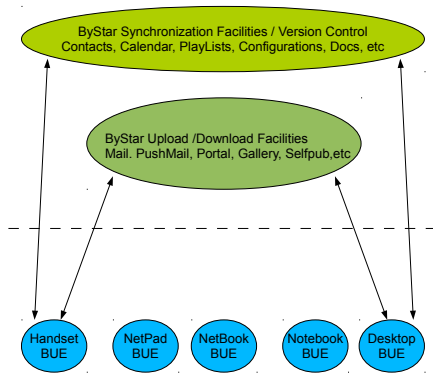 ByStar Synchronization Facilities / Version Control
Contacts, Calendar, PlayLists, Configurations, Docs, etc
ByStar Upload /Download Facilities
Mail. PushMail, Portal, Gallery, Selfpub,etc
Handset
BUE
NetPad
BUE
NetBook
BUE
Notebook
BUE
Desktop
BUE